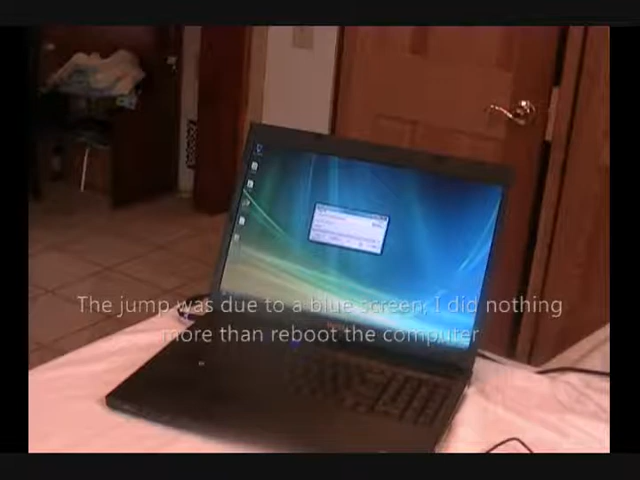 The jump was due to a blue screen, I did nothing
more than reboot the computer